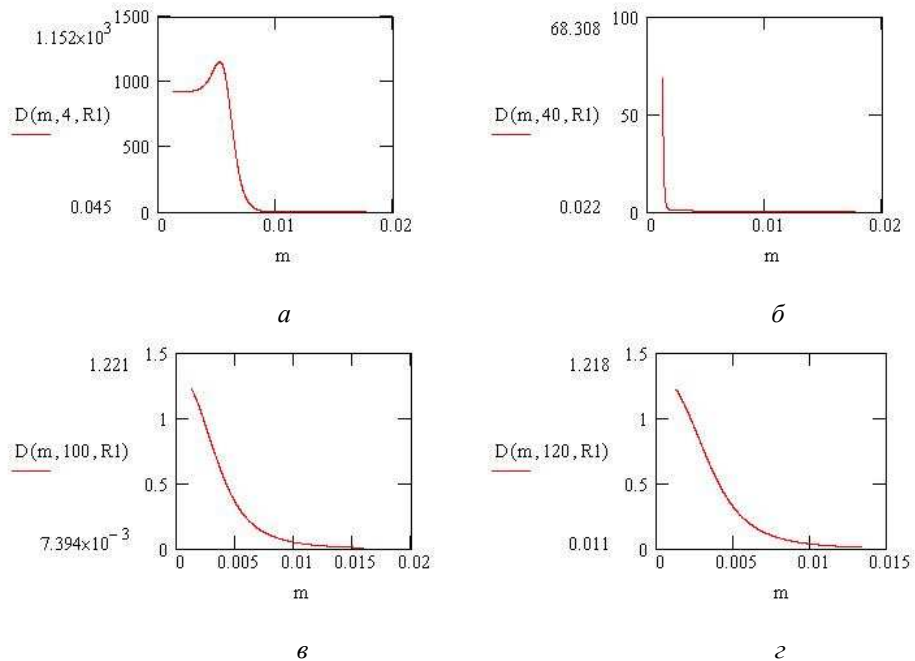 1500
1.152×10³
1000
D(m,4,R1)
500
0.045
0
0 0.01 0.02
m
а
100
68.308
D(m,40,R1)
50
0.022
0
0 0.01 0.02
m
б
1.5
1.221
1
D(m,100,R1)
0.5
7.394×10⁻³
0
0 0.005 0.01 0.015 0.02
m
в
1.5
1.218
1
D(m,120,R1)
0.5
0.011
0
0 0.005 0.01 0.015
m
г